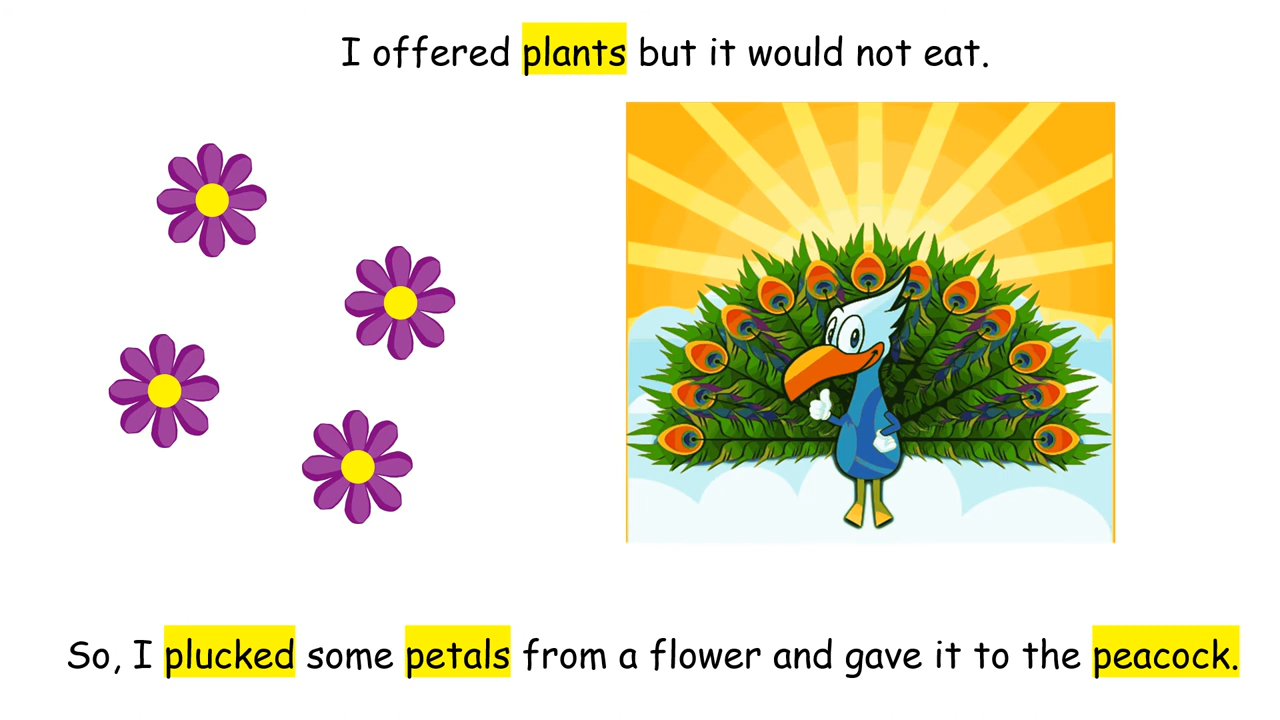 I offered plants but it would not eat.
So, I plucked some petals from a flower and gave it to the peacock.